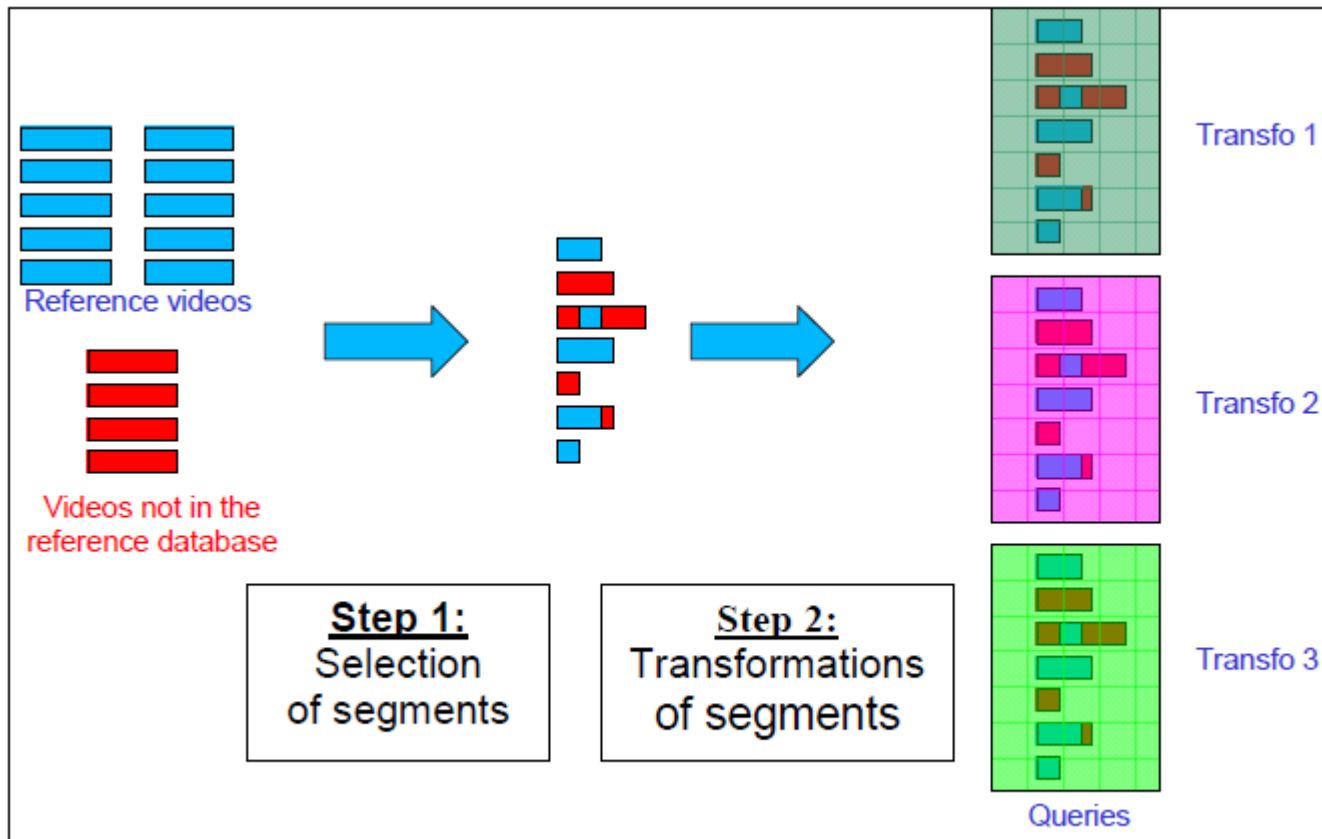 Reference videos
Videos not in the
reference database
Step 1:
Selection
of segments
Step 2:
Transformations
of segments
Transfo 1
Transfo 2
Transfo 3
Queries